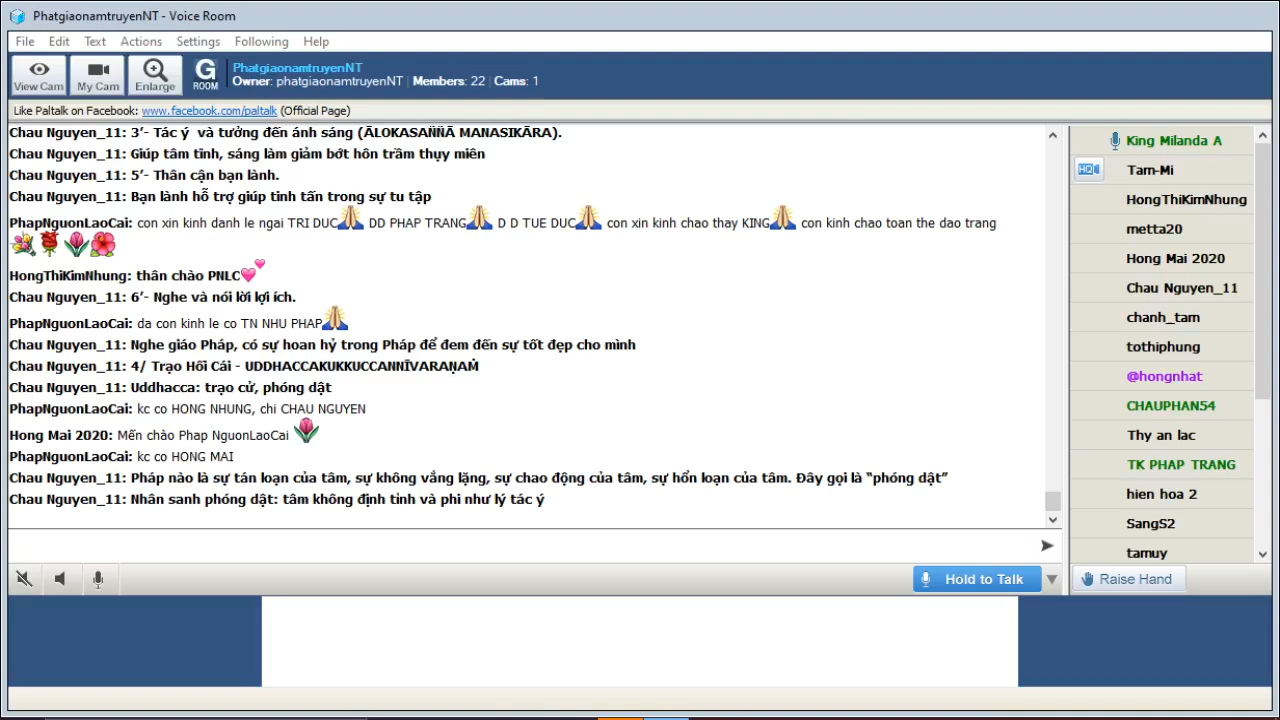 PhatgiaonamtruyenNT - Voice Room
File Edit Text Actions Settings Following Help
View Cam My Cam Enlarge G ROOM
PhatgiaonamtruyenNT
Owner: phatgiaonamtruyenNT | Members: 22 | Cams: 1
Like Paltalk on Facebook: www.facebook.com/paltalk (Official Page)
Chau Nguyen_11: 3’- Tác ý và tưởng đến ánh sáng (ĀLOKASAÑÑĀ MANASIKĀRA).
Chau Nguyen_11: Giúp tâm tỉnh, sáng làm giảm bớt hôn trầm thụy miên
Chau Nguyen_11: 5’- Thân cận bạn lành.
Chau Nguyen_11: Bạn lành hỗ trợ giúp tinh tấn trong sự tu tập
PhapNguonLaoCai: con xin kinh danh le ngai TRI DUC DD PHAP TRANG D D TUE DUC con xin kinh chao thay KING con kinh chao toan the dao trang
HongThiKimNhung: thân chào PNLC
Chau Nguyen_11: 6’- Nghe và nói lời lợi ích.
PhapNguonLaoCai: da con kinh le co TN NHU PHAP
Chau Nguyen_11: Nghe giáo Pháp, có sự hoan hỷ trong Pháp để đem đến sự tốt đẹp cho mình
Chau Nguyen_11: 4/ Trạo Hối Cái - UDDHACCAKUKKUCCANNĪVARAṆAṀ
Chau Nguyen_11: Uddhacca: trạo cử, phóng dật
PhapNguonLaoCai: kc co HONG NHUNG, chi CHAU NGUYEN
Hong Mai 2020: Mến chào Phap NguonLaoCai
PhapNguonLaoCai: kc co HONG MAI
Chau Nguyen_11: Pháp nào là sự tán loạn của tâm, sự không vắng lặng, sự chao động của tâm, sự hổn loạn của tâm. Đây gọi là “phóng dật”
Chau Nguyen_11: Nhân sanh phóng dật: tâm không định tỉnh và phi như lý tác ý
King Milanda A
Tam-Mi
HongThiKimNhung
metta20
Hong Mai 2020
Chau Nguyen_11
chanh_tam
tothiphung
@hongnhat
CHAUPHAN54
Thy an lac
TK PHAP TRANG
hien hoa 2
SangS2
tamuy
Hold to Talk
Raise Hand